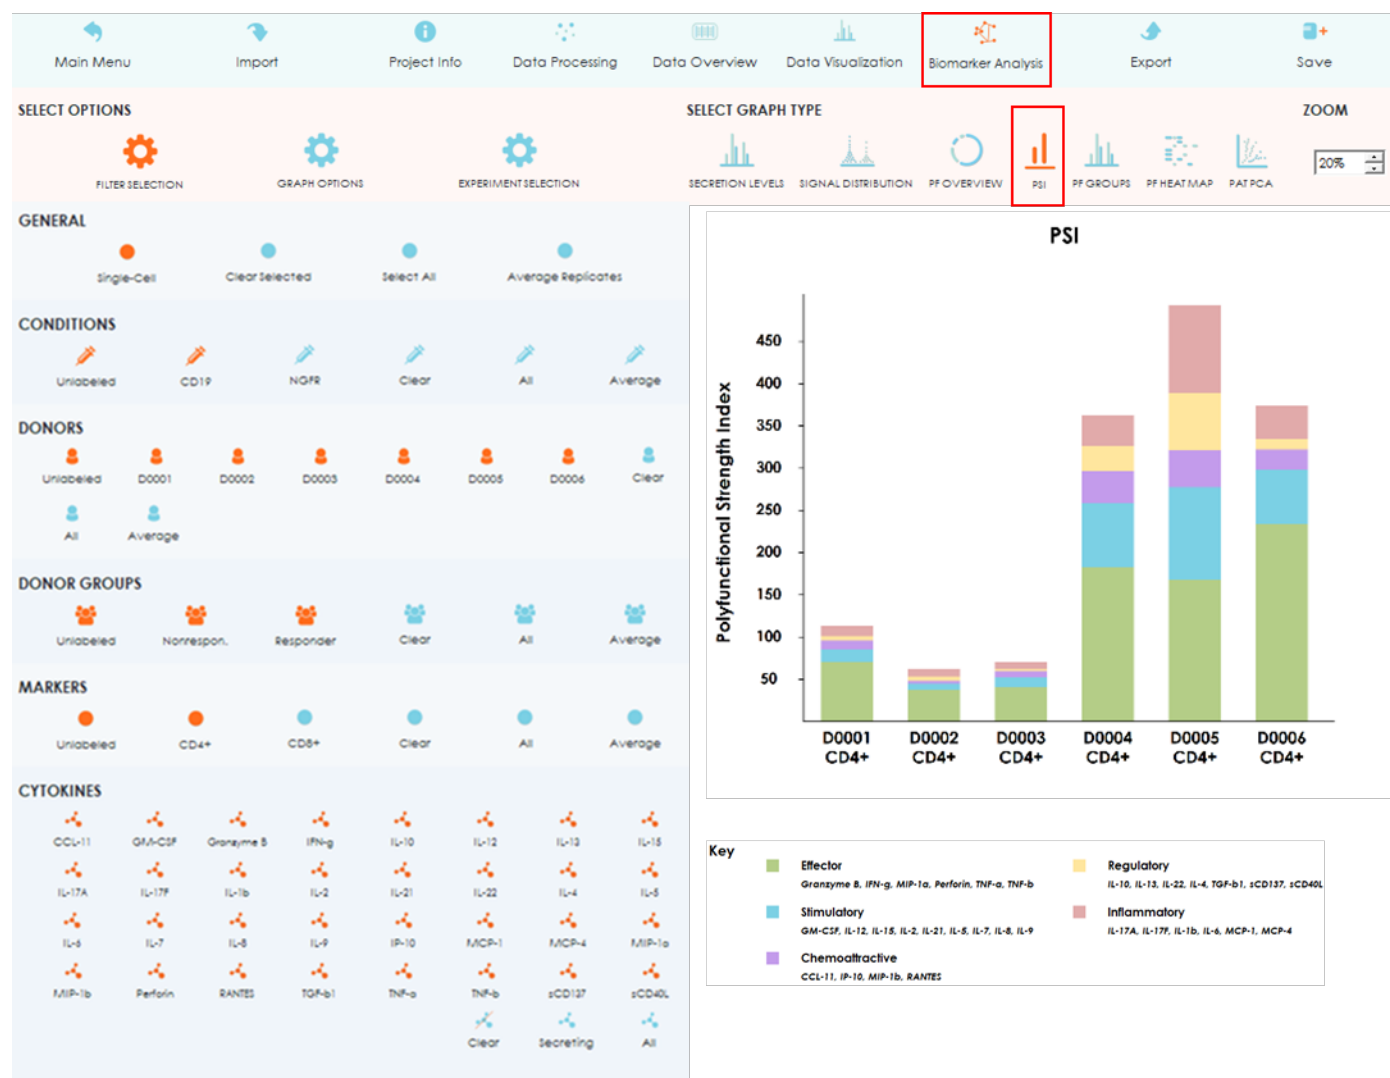 Main Menu Import Project Info Data Processing Data Overview Data Visualization Biomarker Analysis Export Save
SELECT OPTIONS SELECT GRAPH TYPE ZOOM
20%
FILTER SELECTION GRAPH OPTIONS EXPERIMENT SELECTION SECRETION LEVELS SIGNAL DISTRIBUTION PF OVERVIEW PSI PF GROUPS PF HEAT MAP PAT PCA
GENERAL
Single-Cell Clear Selected Select All Average Replicates
CONDITIONS
Unlabeled CD19 NGFR Clear All Average
DONORS
Unlabeled D0001 D0002 D0003 D0004 D0005 D0006 Clear
All Average
DONOR GROUPS
Unlabeled Nonrespon. Responder Clear All Average
MARKERS
Unlabeled CD4+ CD8+ Clear All Average
CYTOKINES
CCL-11 GM-CSF Granzyme B IFN-g IL-10 IL-12 IL-13 IL-15
IL-17A IL-17F IL-1b IL-2 IL-21 IL-22 IL-4 IL-5
IL-6 IL-7 IL-8 IL-9 IP-10 MCP-1 MCP-4 MIP-1a
MIP-1b Perforin RANTES TGF-b1 TNF-a TNF-b sCD137 sCD40L
Clear Secreting All
PSI
Polyfunctional Strength Index
450
400
350
300
250
200
150
100
50
D0001 D0002 D0003 D0004 D0005 D0006
CD4+ CD4+ CD4+ CD4+ CD4+ CD4+
Key
Effector
Granzyme B, IFN-g, MIP-1a, Perforin, TNF-a, TNF-b
Stimulatory
GM-CSF, IL-12, IL-15, IL-2, IL-21, IL-5, IL-7, IL-8, IL-9
Chemoattractive
CCL-11, IP-10, MIP-1b, RANTES
Regulatory
IL-10, IL-13, IL-22, IL-4, TGF-b1, sCD137, sCD40L
Inflammatory
IL-17A, IL-17F, IL-1b, IL-6, MCP-1, MCP-4